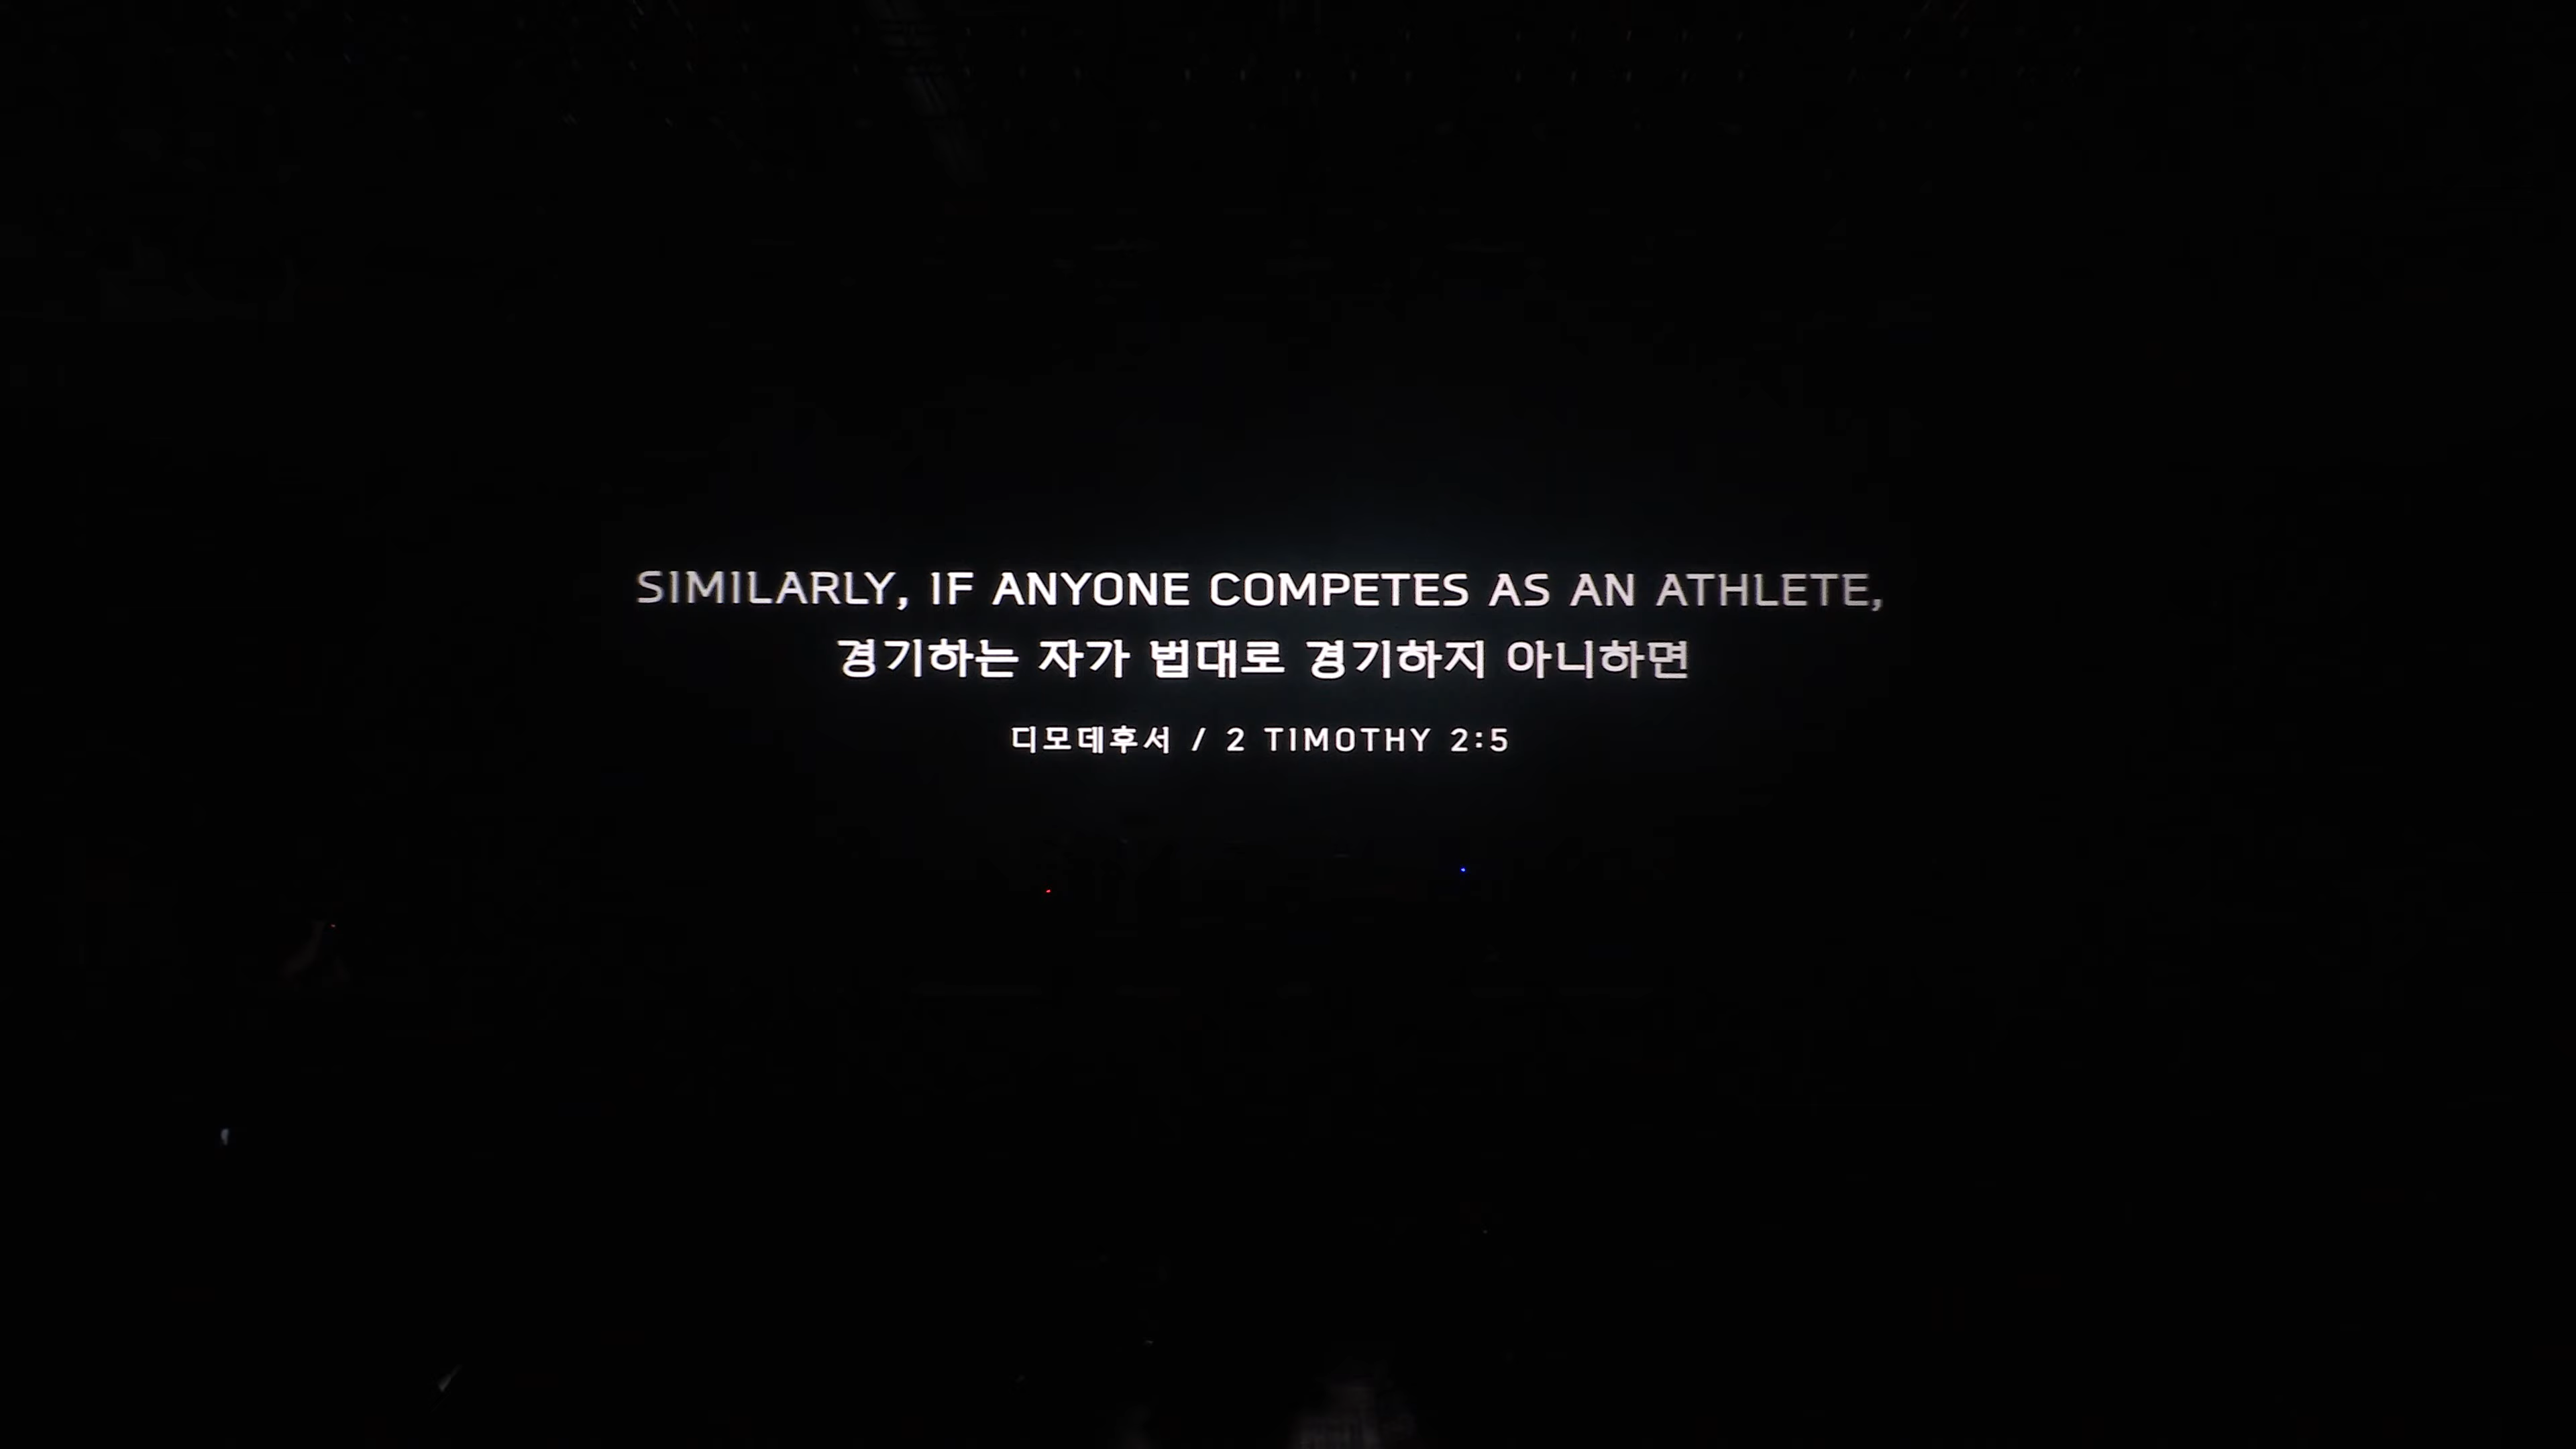 SIMILARLY, IF ANYONE COMPETES AS AN ATHLETE,
경기하는 자가 법대로 경기하지 아니하면
디모데후서 / 2 TIMOTHY 2:5